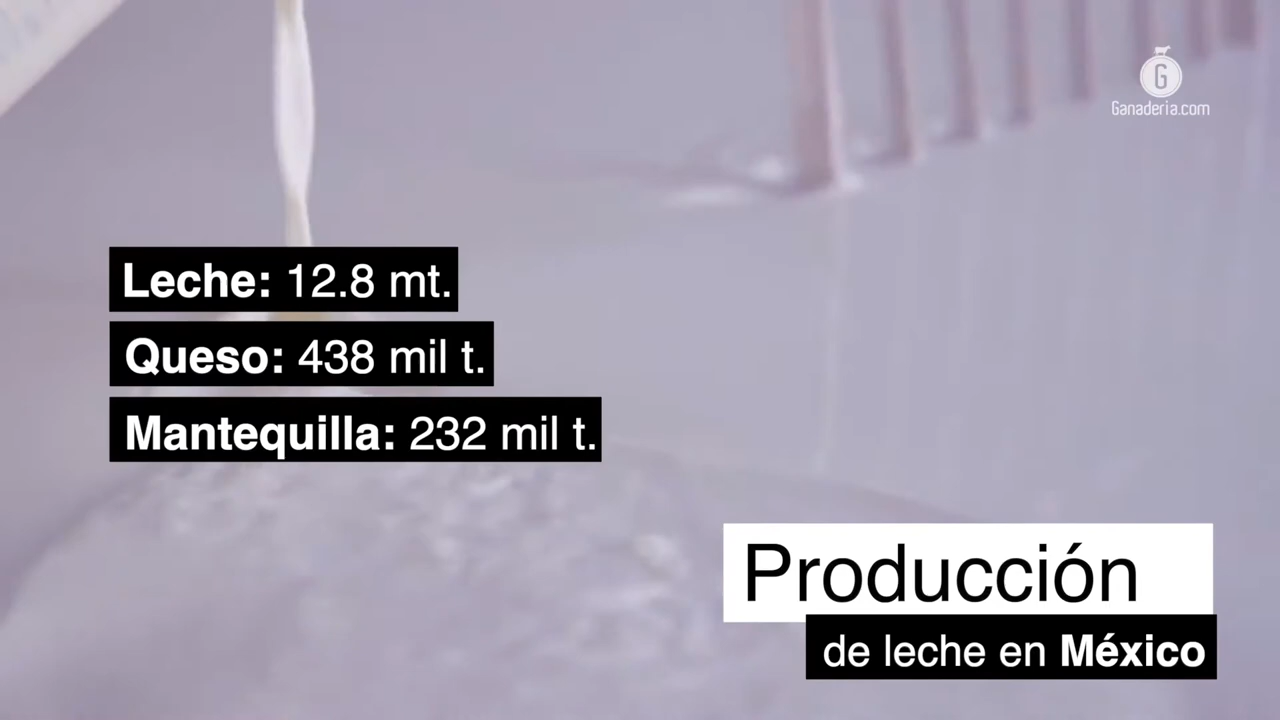 G
Ganaderia.com
Leche: 12.8 mt.
Queso: 438 mil t.
Mantequilla: 232 mil t.
Producción
de leche en México